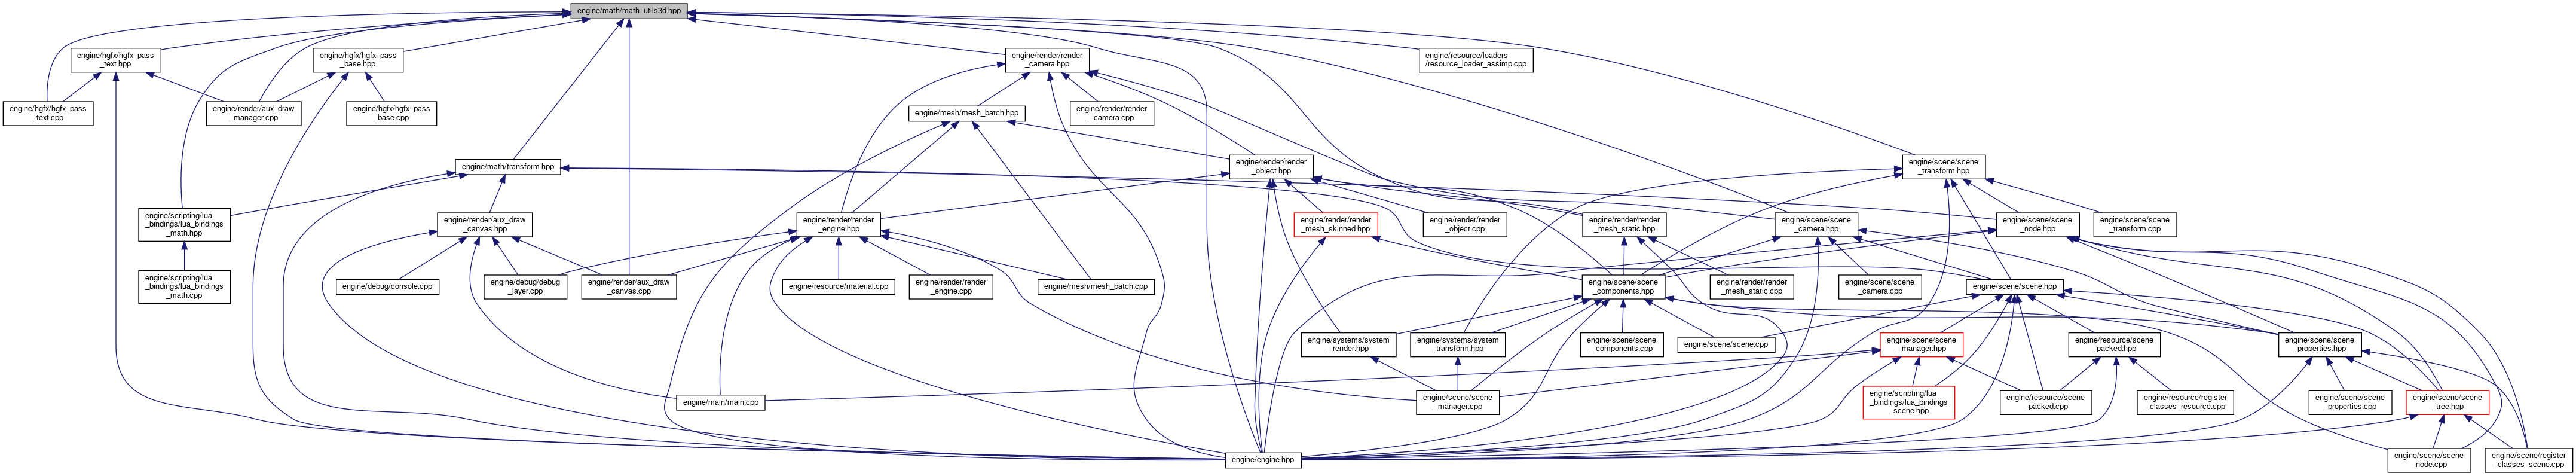 engine/math/math_utils3d.hpp
engine/hgfx/hgfx_pass
_text.hpp
engine/hgfx/hgfx_pass
_base.hpp
engine/render/render
_camera.hpp
engine/resource/loaders
/resource_loader_assimp.cpp
engine/hgfx/hgfx_pass
_text.cpp
engine/render/aux_draw
_manager.cpp
engine/hgfx/hgfx_pass
_base.cpp
engine/mesh/mesh_batch.hpp
engine/render/render
_camera.cpp
engine/math/transform.hpp
engine/render/render
_object.hpp
engine/scene/scene
_transform.hpp
engine/scripting/lua
_bindings/lua_bindings
_math.hpp
engine/render/aux_draw
_canvas.hpp
engine/render/render
_engine.hpp
engine/render/render
_mesh_skinned.hpp
engine/render/render
_object.cpp
engine/render/render
_mesh_static.hpp
engine/scene/scene
_camera.hpp
engine/scene/scene
_node.hpp
engine/scene/scene
_transform.cpp
engine/scripting/lua
_bindings/lua_bindings
_math.cpp
engine/debug/console.cpp
engine/debug/debug
_layer.cpp
engine/render/aux_draw
_canvas.cpp
engine/resource/material.cpp
engine/render/render
_engine.cpp
engine/mesh/mesh_batch.cpp
engine/scene/scene
_components.hpp
engine/render/render
_mesh_static.cpp
engine/scene/scene
_camera.cpp
engine/scene/scene.hpp
engine/systems/system
_render.hpp
engine/systems/system
_transform.hpp
engine/scene/scene
_components.cpp
engine/scene/scene.cpp
engine/scene/scene
_manager.hpp
engine/resource/scene
_packed.hpp
engine/scene/scene
_properties.hpp
engine/main/main.cpp
engine/scene/scene
_manager.cpp
engine/scripting/lua
_bindings/lua_bindings
_scene.hpp
engine/resource/scene
_packed.cpp
engine/resource/register
_classes_resource.cpp
engine/scene/scene
_properties.cpp
engine/scene/scene
_tree.hpp
engine/engine.hpp
engine/scene/scene
_node.cpp
engine/scene/register
_classes_scene.cpp